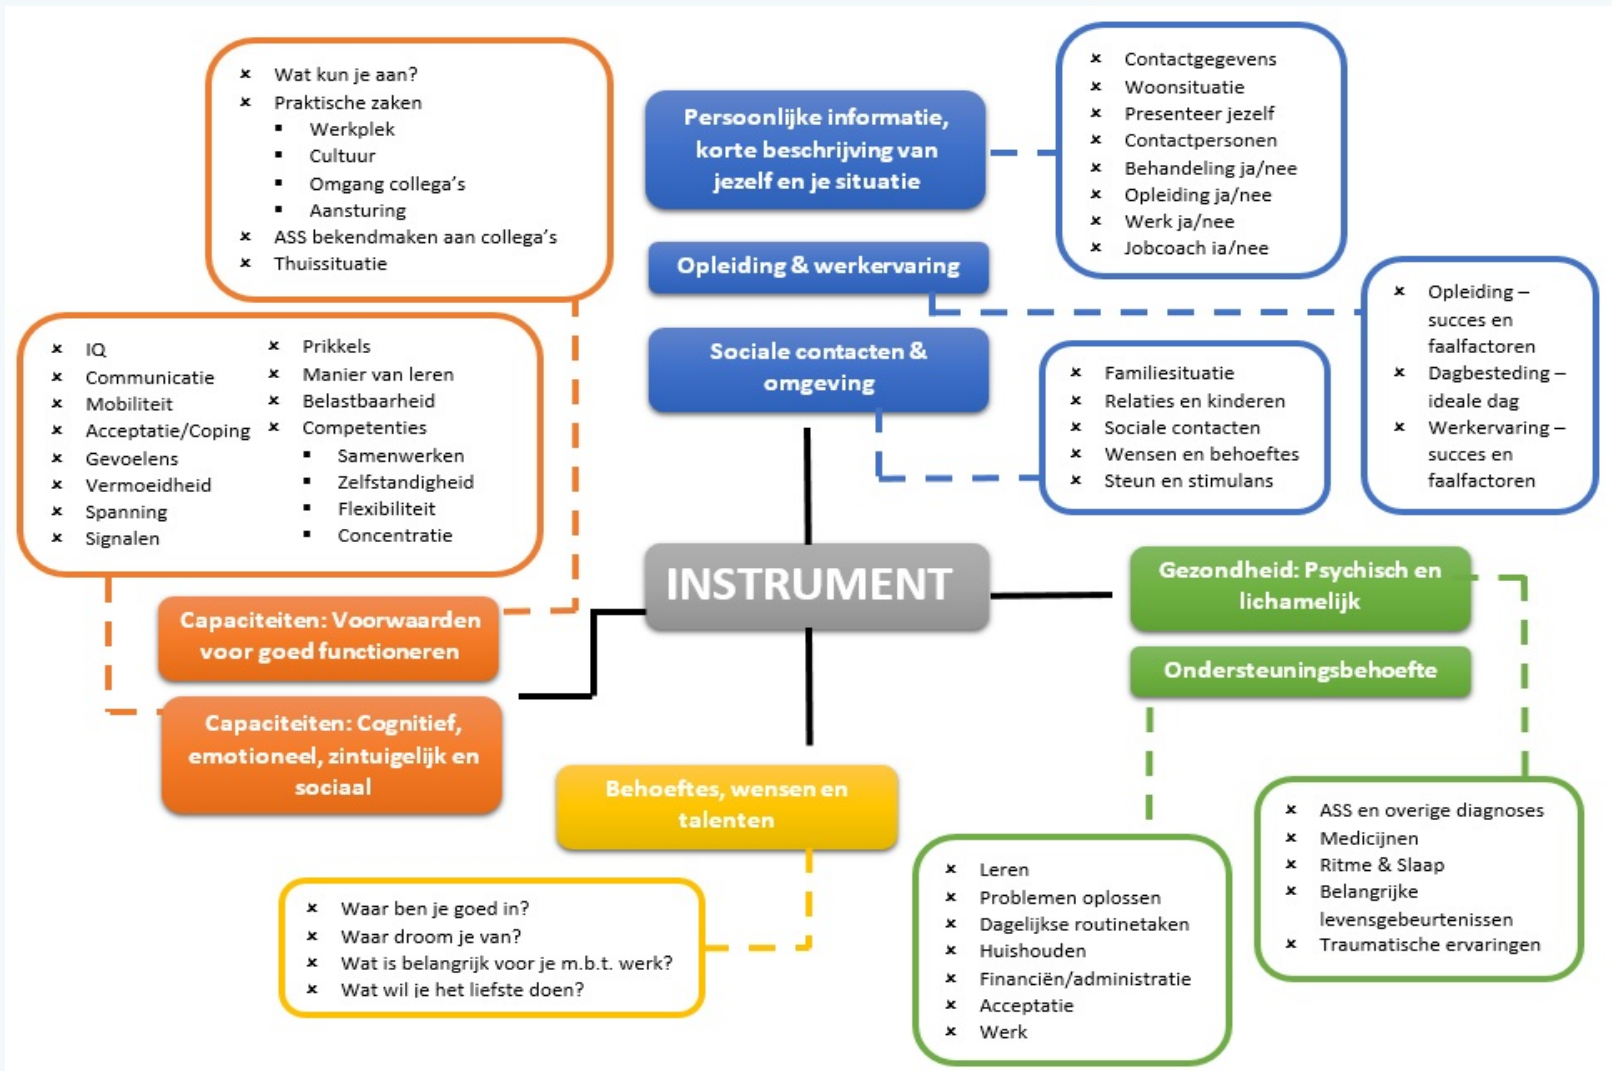 Wat kun je aan?
Praktische zaken
Werkplek
Cultuur
Omgang collega's
Aansturing
ASS bekendmaken aan collega's
Thuissituatie
Persoonlijke informatie,
korte beschrijving van
jezelf en je situatie
Contactgegevens
Woonsituatie
Presenteer jezelf
Contactpersonen
Behandeling ja/nee
Opleiding ja/nee
Werk ja/nee
Jobcoach ja/nee
Opleiding & werkervaring
Opleiding –
succes en
faalfactoren
Dagbesteding –
ideale dag
Werkervaring –
succes en
faalfactoren
Sociale contacten &
omgeving
Familiesituatie
Relaties en kinderen
Sociale contacten
Wensen en behoeftes
Steun en stimulans
IQ
Communicatie
Mobiliteit
Acceptatie/Coping
Gevoelens
Vermoeidheid
Spanning
Signalen
Prikkels
Manier van leren
Belastbaarheid
Competenties
Samenwerken
Zelfstandigheid
Flexibiliteit
Concentratie
INSTRUMENT
Gezondheid: Psychisch en
lichamelijk
Ondersteuningsbehoefte
Capaciteiten: Voorwaarden
voor goed functioneren
Capaciteiten: Cognitief,
emotioneel, zintuigelijk en
sociaal
Behoeftes, wensen en
talenten
Waar ben je goed in?
Waar droom je van?
Wat is belangrijk voor je m.b.t. werk?
Wat wil je het liefste doen?
Leren
Problemen oplossen
Dagelijkse routinetaken
Huishouden
Financiën/administratie
Acceptatie
Werk
ASS en overige diagnoses
Medicijnen
Ritme & Slaap
Belangrijke
levensgebeurtenissen
Traumatische ervaringen